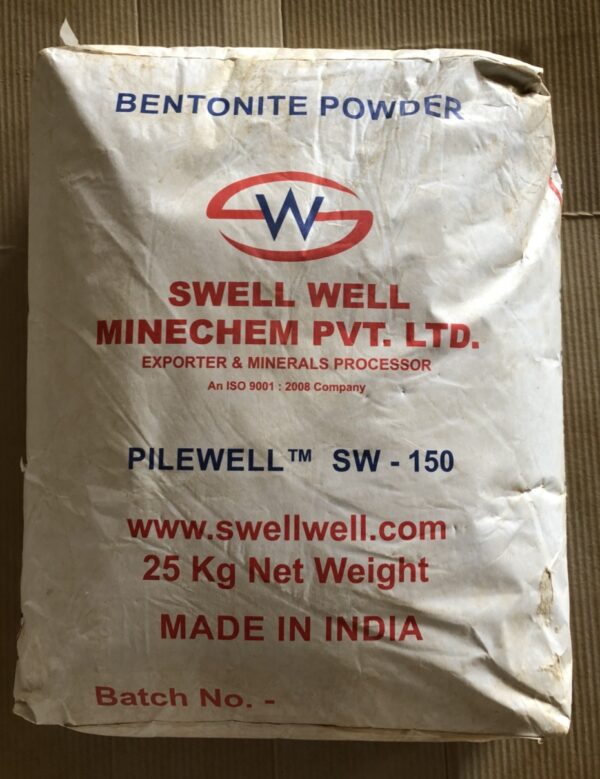 BENTONITE POWDER
SW
SWELL WELL
MINECHEM PVT. LTD.
EXPORTER & MINERALS PROCESSOR
An ISO 9001 : 2008 Company
PILEWELL™ SW - 150
www.swellwell.com
25 Kg Net Weight
MADE IN INDIA
Batch No. -